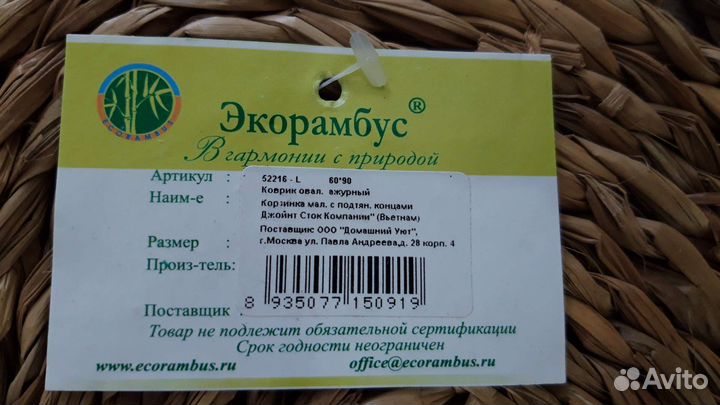 ECORAMBUS
Экорамбус®
В гармонии с природой
Артикул : 52216 - L 60*90
Наим-е : Коврик овал. ажурный
Корзинка мал. с подтян. концами
Джойнт Сток Компани" (Вьетнам)
Поставщик: ООО "Домашний Уют",
Размер : г.Москва ул. Павла Андреева,д. 28 корп. 4
Произ-тель:
8 935077 150919
Поставщик :
Товар не подлежит обязательной сертификации
Срок годности неограничен
www.ecorambus.ru office@ecorambus.ru
Avito